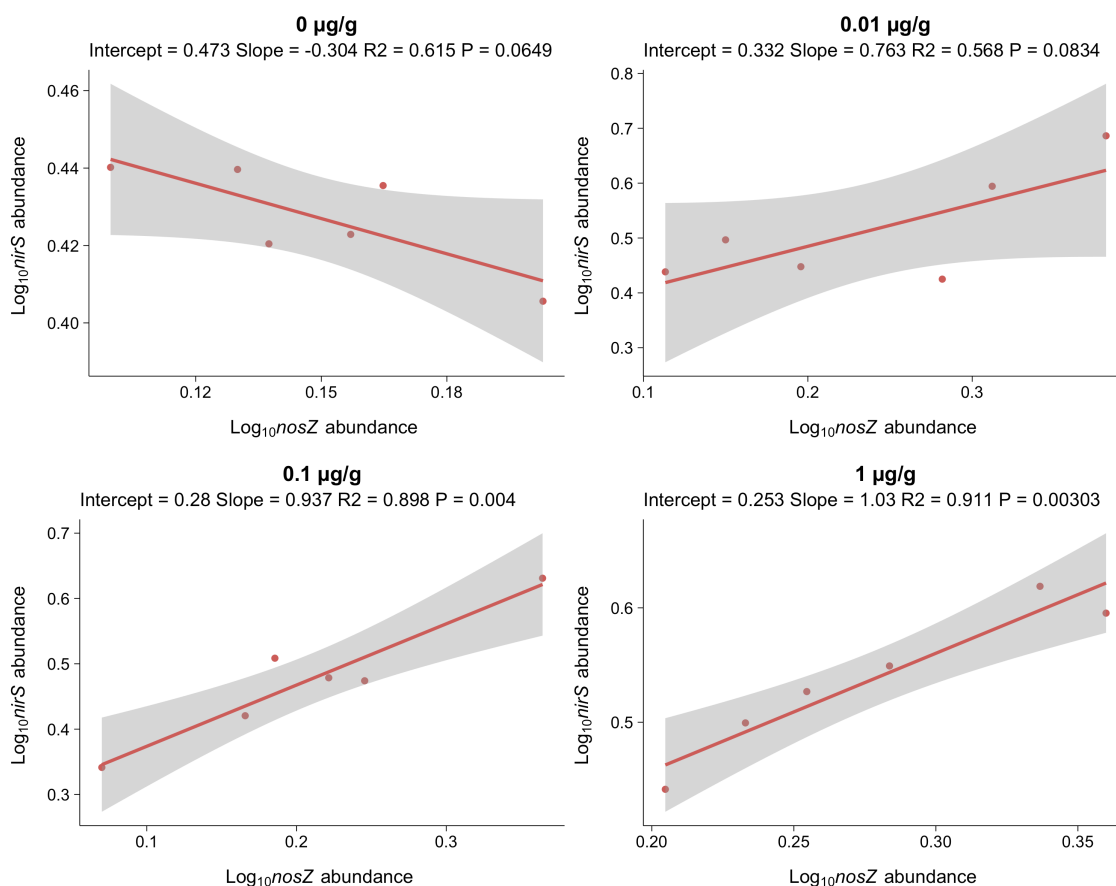 0 µg/g
Intercept = 0.473 Slope = -0.304 R2 = 0.615 P = 0.0649
0.46
0.44
0.42
0.40
Log10nirS abundance
0.12 0.15 0.18
Log10nosZ abundance
0.01 µg/g
Intercept = 0.332 Slope = 0.763 R2 = 0.568 P = 0.0834
0.8
0.7
0.6
0.5
0.4
0.3
Log10nirS abundance
0.1 0.2 0.3
Log10nosZ abundance
0.1 µg/g
Intercept = 0.28 Slope = 0.937 R2 = 0.898 P = 0.004
0.7
0.6
0.5
0.4
0.3
Log10nirS abundance
0.1 0.2 0.3
Log10nosZ abundance
1 µg/g
Intercept = 0.253 Slope = 1.03 R2 = 0.911 P = 0.00303
0.6
0.5
Log10nirS abundance
0.20 0.25 0.30 0.35
Log10nosZ abundance